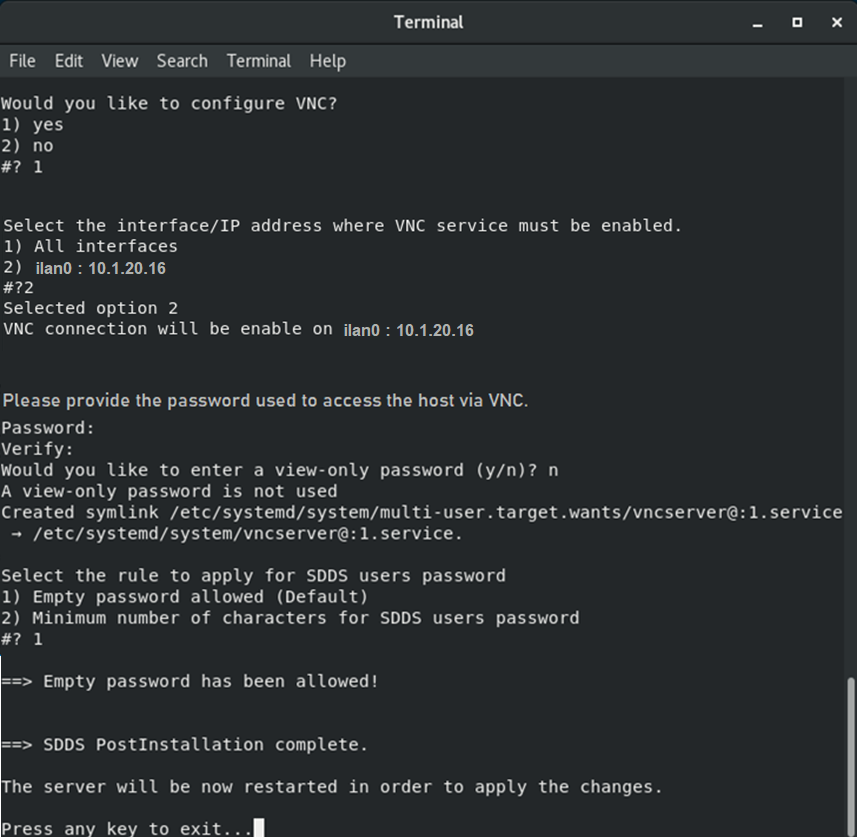 Terminal
File Edit View Search Terminal Help
Would you like to configure VNC?
1) yes
2) no
#? 1
Select the interface/IP address where VNC service must be enabled.
1) All interfaces
2) ilan0 : 10.1.20.16
#?2
Selected option 2
VNC connection will be enable on ilan0 : 10.1.20.16
Please provide the password used to access the host via VNC.
Password:
Verify:
Would you like to enter a view-only password (y/n)? n
A view-only password is not used
Created symlink /etc/systemd/system/multi-user.target.wants/vncserver@:1.service
→ /etc/systemd/system/vncserver@:1.service.
Select the rule to apply for SDDS users password
1) Empty password allowed (Default)
2) Minimum number of characters for SDDS users password
#? 1
==> Empty password has been allowed!
==> SDDS PostInstallation complete.
The server will be now restarted in order to apply the changes.
Press any key to exit...